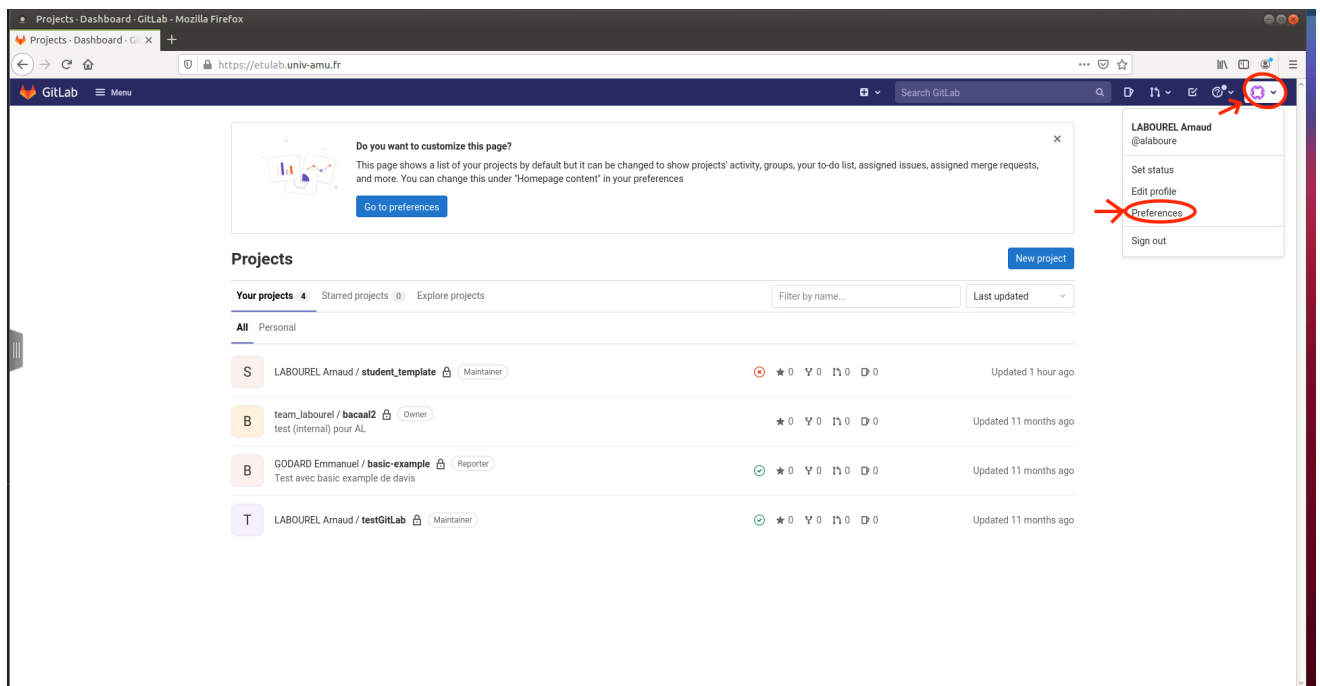 Projects · Dashboard · GitLab - Mozilla Firefox
Projects · Dashboard · Gi
https://etulab.univ-amu.fr
GitLab Menu Search GitLab
LABOUREL Arnaud
@alaboure
Set status
Edit profile
Preferences
Sign out
Do you want to customize this page?
This page shows a list of your projects by default but it can be changed to show projects' activity, groups, your to-do list, assigned issues, assigned merge requests,
and more. You can change this under "Homepage content" in your preferences
Go to preferences
Projects New project
Your projects 4 Starred projects 0 Explore projects Filter by name... Last updated
All Personal
S LABOUREL Arnaud / student_template Maintainer 0 0 0 0 Updated 1 hour ago
B team_labourel / bacaal2 Owner 0 0 0 0 Updated 11 months ago
test (internal) pour AL
B GODARD Emmanuel / basic-example Reporter 0 0 0 0 Updated 11 months ago
Test avec basic example de davis
T LABOUREL Arnaud / testGitLab Maintainer 0 0 0 0 Updated 11 months ago